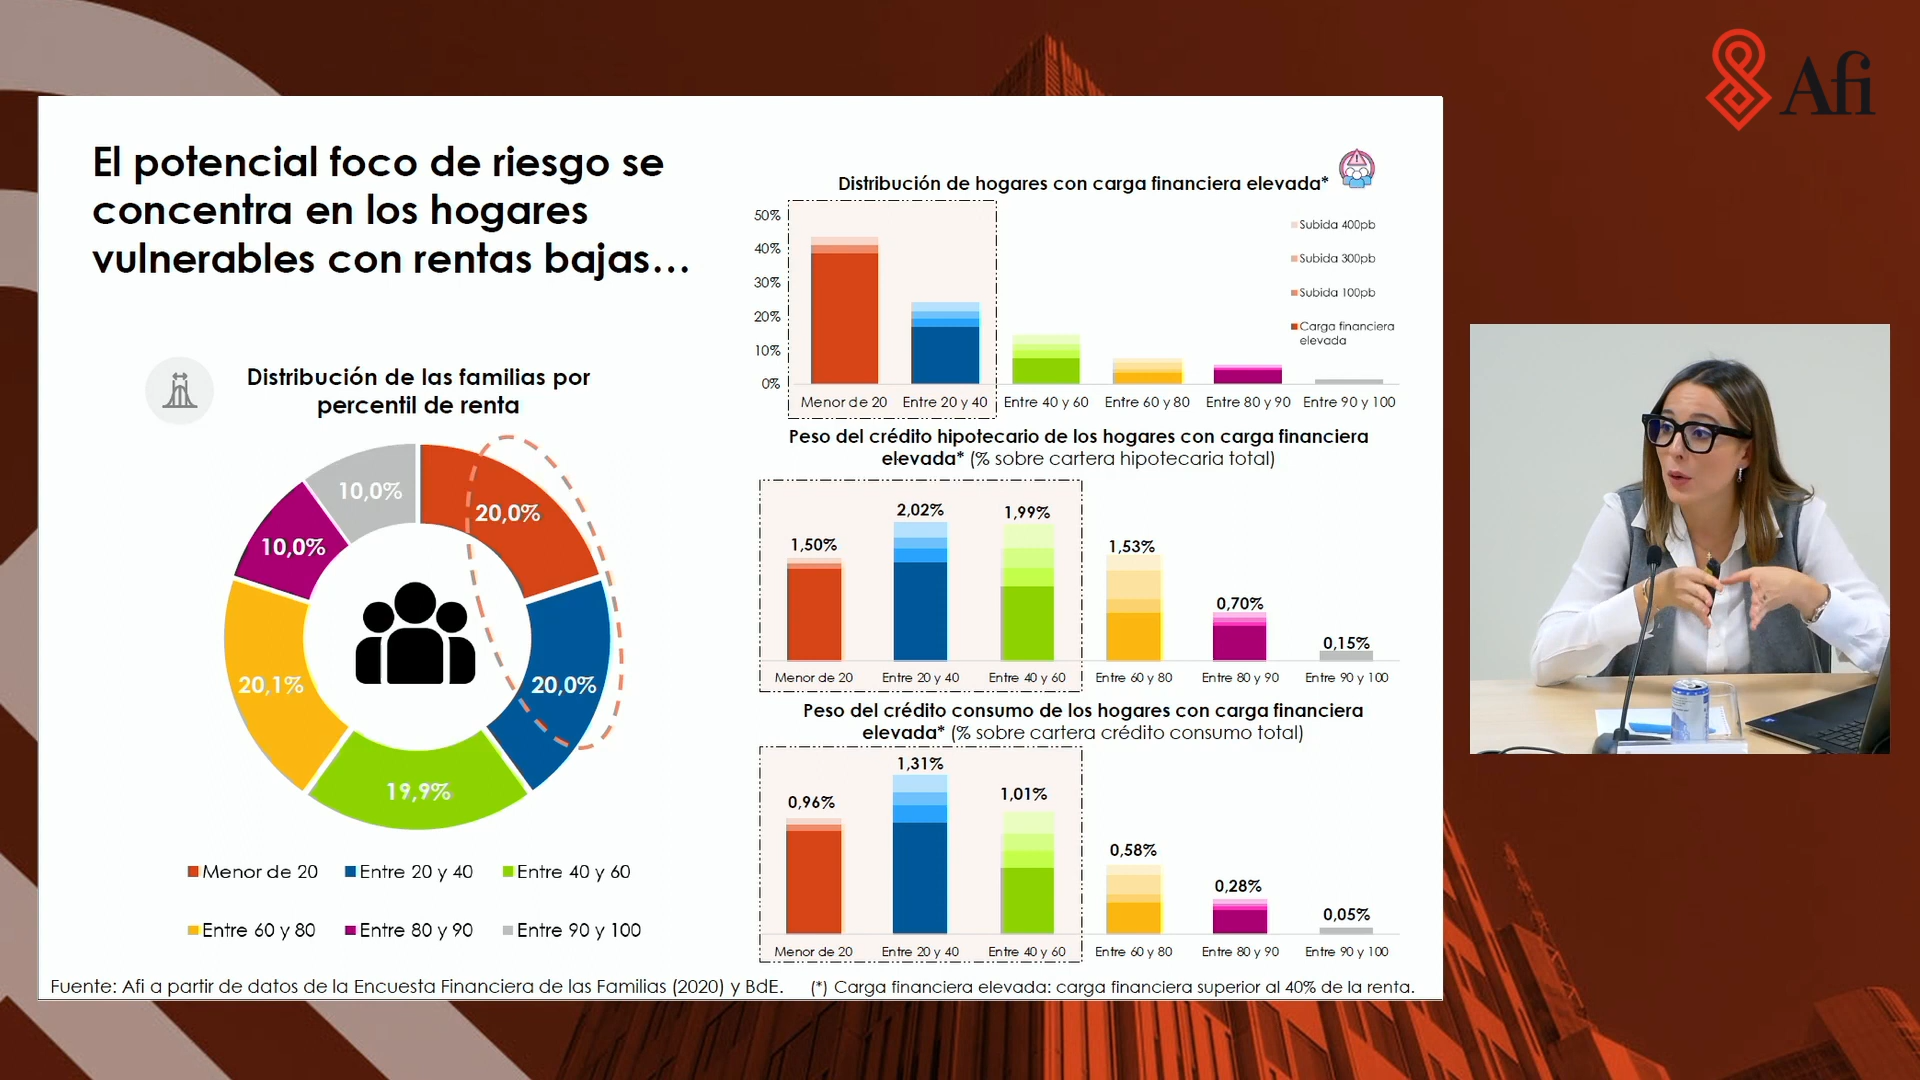 Afi
El potencial foco de riesgo se
concentra en los hogares
vulnerables con rentas bajas...
Distribución de las familias por
percentil de renta
10,0%
20,0%
10,0%
20,1%
20,0%
19,9%
Menor de 20
Entre 20 y 40
Entre 40 y 60
Entre 60 y 80
Entre 80 y 90
Entre 90 y 100
Distribución de hogares con carga financiera elevada*
50%
40%
30%
20%
10%
0%
Subida 400pb
Subida 300pb
Subida 100pb
Carga financiera
elevada
Menor de 20
Entre 20 y 40
Entre 40 y 60
Entre 60 y 80
Entre 80 y 90
Entre 90 y 100
Peso del crédito hipotecario de los hogares con carga financiera
elevada* (% sobre cartera hipotecaria total)
1,50%
2,02%
1,99%
1,53%
0,70%
0,15%
Menor de 20
Entre 20 y 40
Entre 40 y 60
Entre 60 y 80
Entre 80 y 90
Entre 90 y 100
Peso del crédito consumo de los hogares con carga financiera
elevada* (% sobre cartera crédito consumo total)
0,96%
1,31%
1,01%
0,58%
0,28%
0,05%
Menor de 20
Entre 20 y 40
Entre 40 y 60
Entre 60 y 80
Entre 80 y 90
Entre 90 y 100
Fuente: Afi a partir de datos de la Encuesta Financiera de las Familias (2020) y BdE.
(*) Carga financiera elevada: carga financiera superior al 40% de la renta.